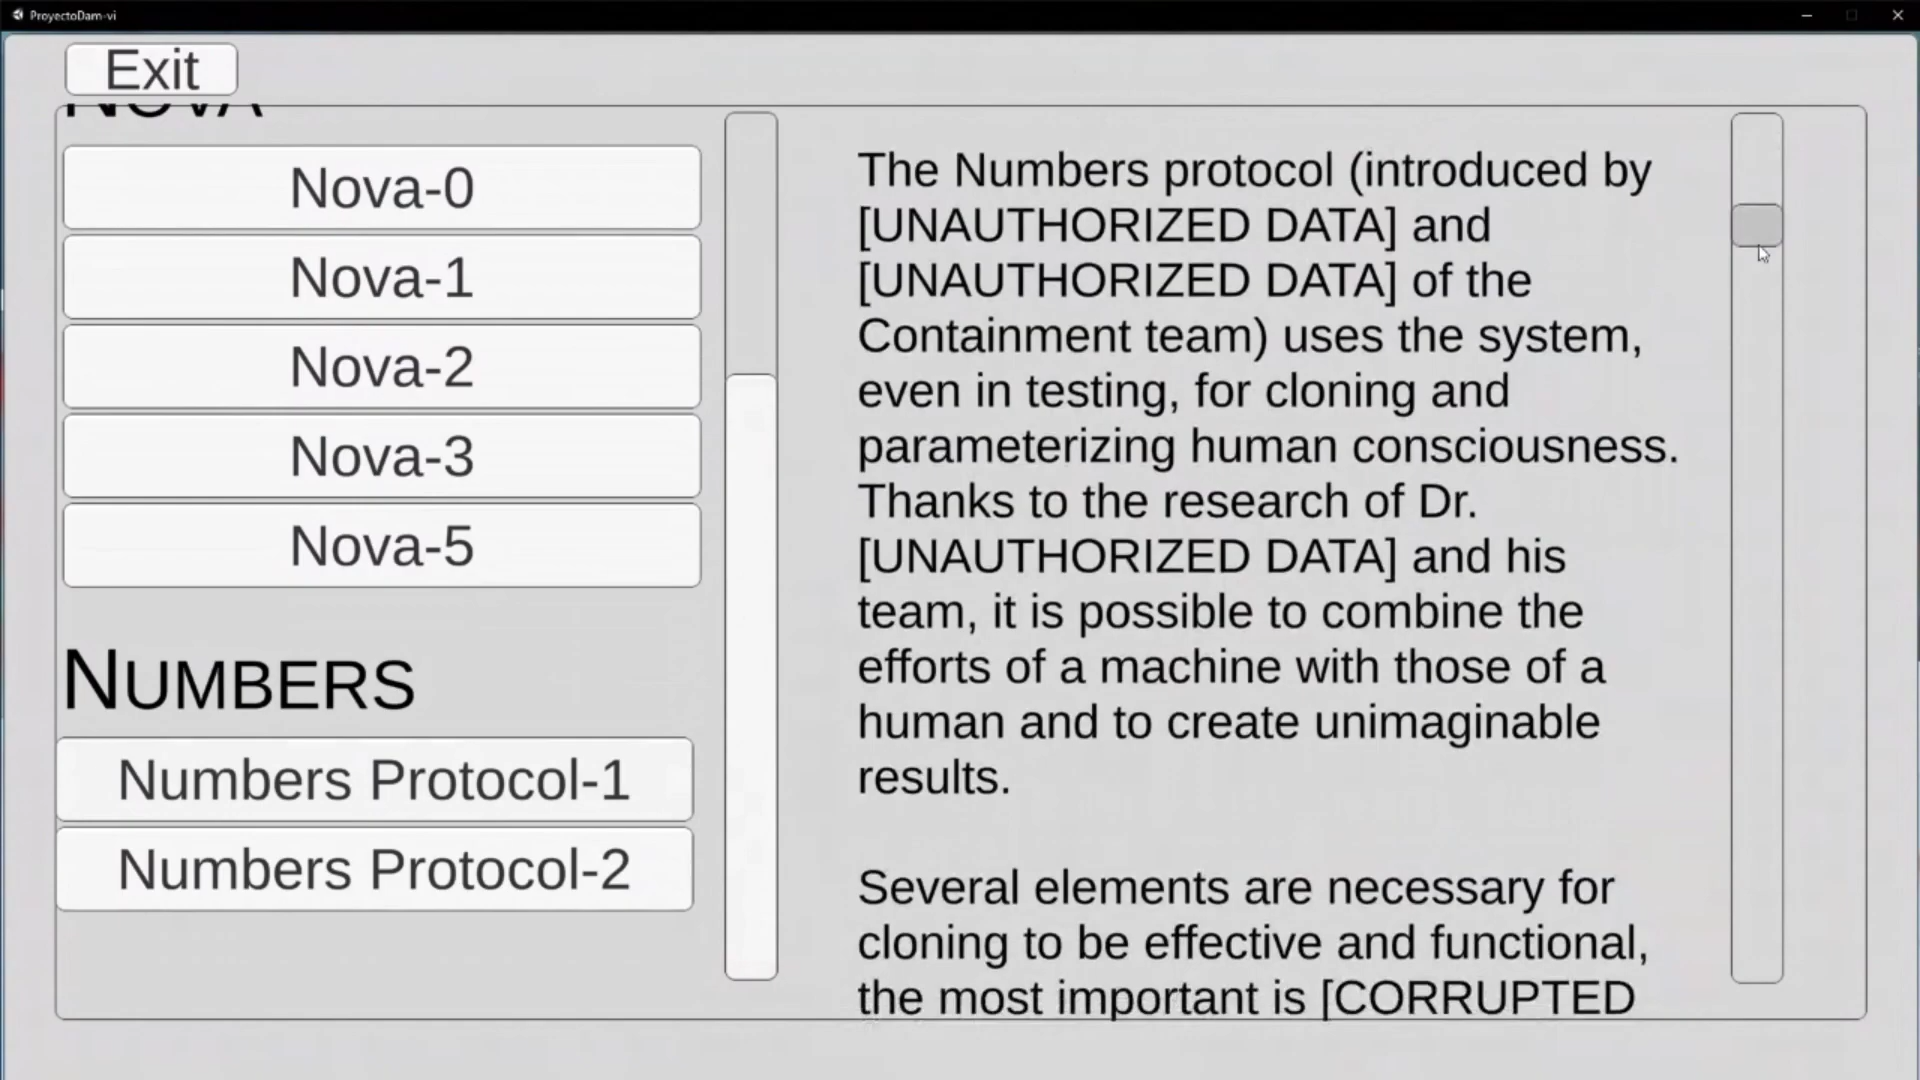 ProyectoDam-vi
Exit
NOVA
Nova-0
Nova-1
Nova-2
Nova-3
Nova-5
NUMBERS
Numbers Protocol-1
Numbers Protocol-2
The Numbers protocol (introduced by
[UNAUTHORIZED DATA] and
[UNAUTHORIZED DATA] of the
Containment team) uses the system,
even in testing, for cloning and
parameterizing human consciousness.
Thanks to the research of Dr.
[UNAUTHORIZED DATA] and his
team, it is possible to combine the
efforts of a machine with those of a
human and to create unimaginable
results.
Several elements are necessary for
cloning to be effective and functional,
the most important is [CORRUPTED